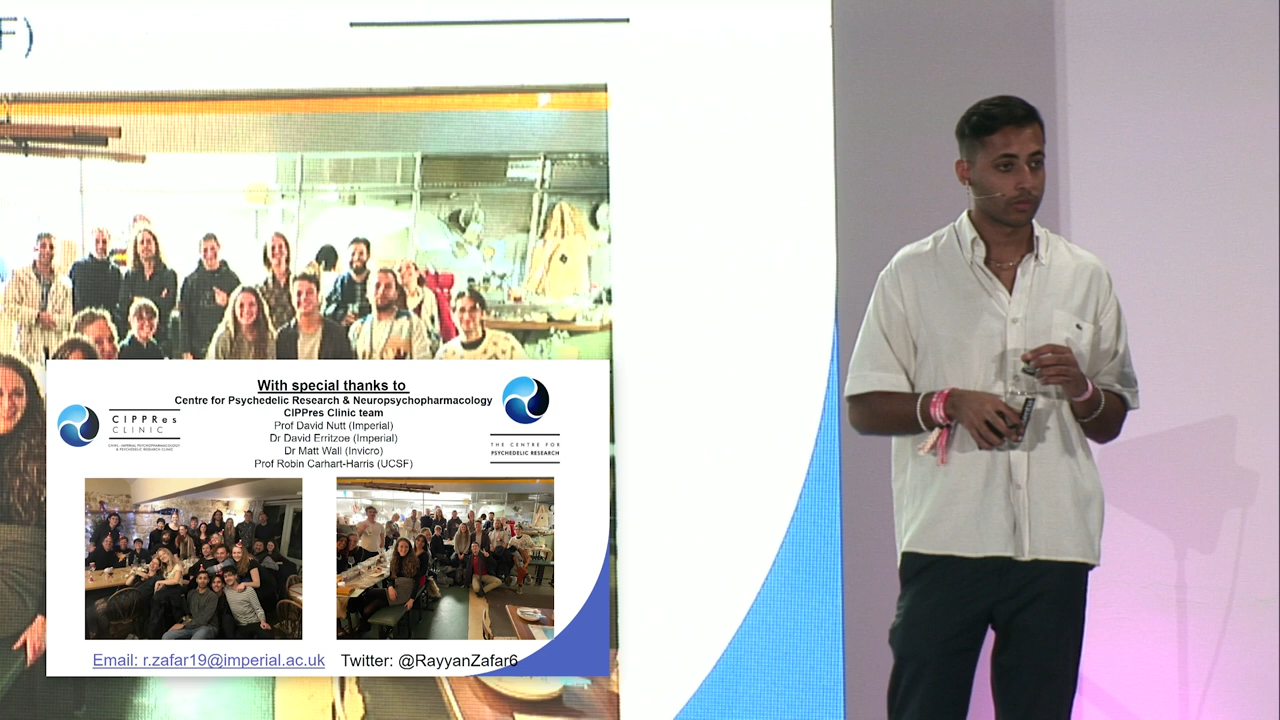 F)
With special thanks to
Centre for Psychedelic Research & Neuropsychopharmacology
CIPPRes Clinic team
Prof David Nutt (Imperial)
Dr David Erritzoe (Imperial)
Dr Matt Wall (Invicro)
Prof Robin Carhart-Harris (UCSF)
CIPPRes
CLINIC
THE CENTRE FOR
PSYCHEDELIC RESEARCH
Email: r.zafar19@imperial.ac.uk Twitter: @RayyanZafar6